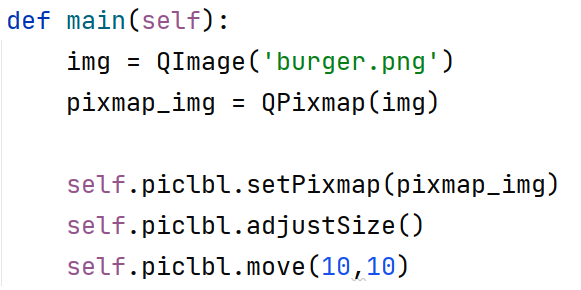 def main(self):
    img = QImage('burger.png')
    pixmap_img = QPixmap(img)

    self.piclbl.setPixmap(pixmap_img)
    self.piclbl.adjustSize()
    self.piclbl.move(10,10)